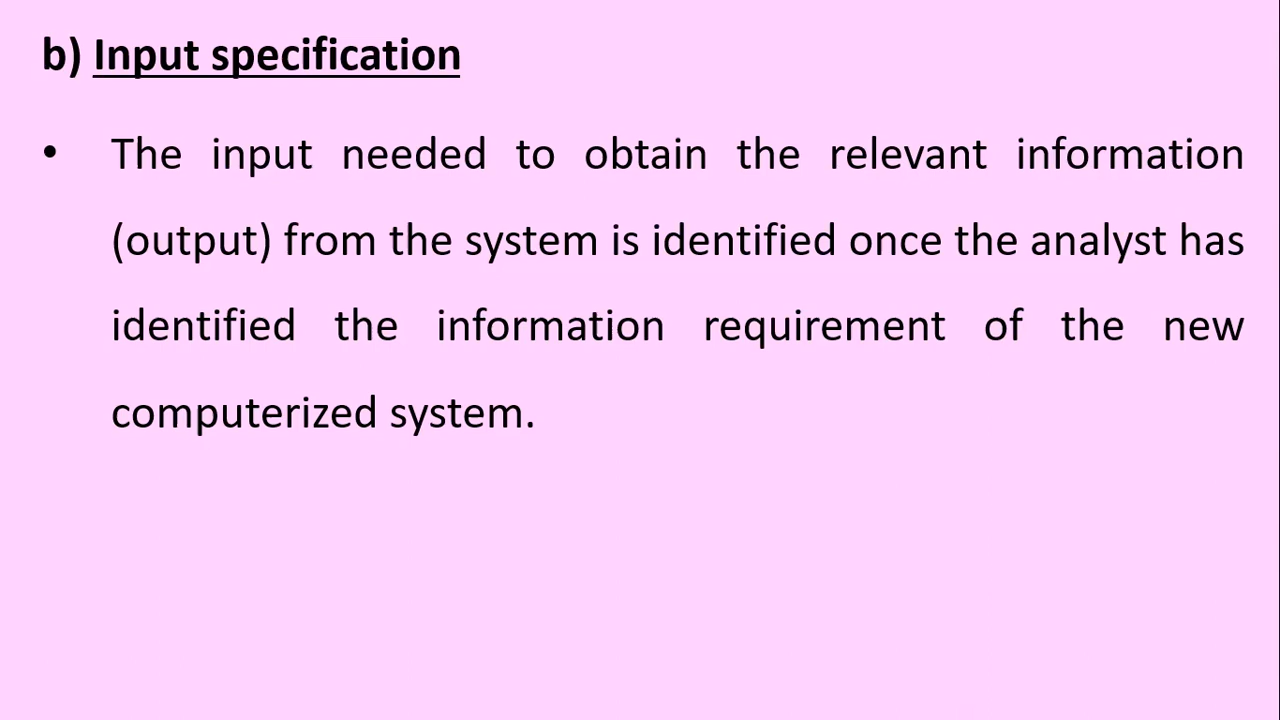 b) Input specification
• The input needed to obtain the relevant information
(output) from the system is identified once the analyst has
identified the information requirement of the new
computerized system.